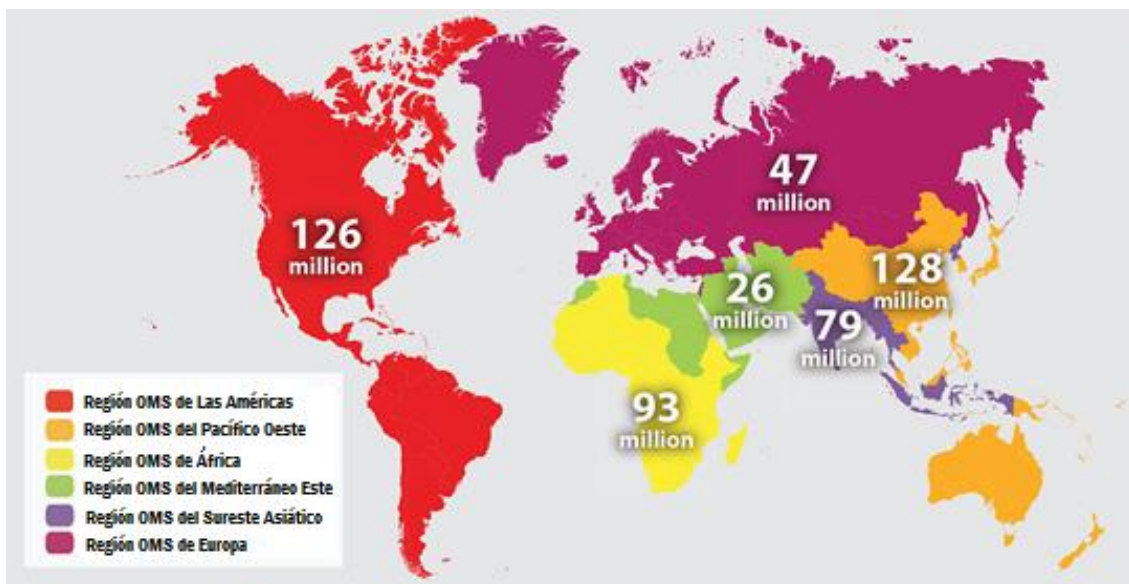 47
million
126
million
128
million
26
million
79
million
93
million
Región OMS de Las Américas
Región OMS del Pacífico Oeste
Región OMS de África
Región OMS del Mediterráneo Este
Región OMS del Sureste Asiático
Región OMS de Europa